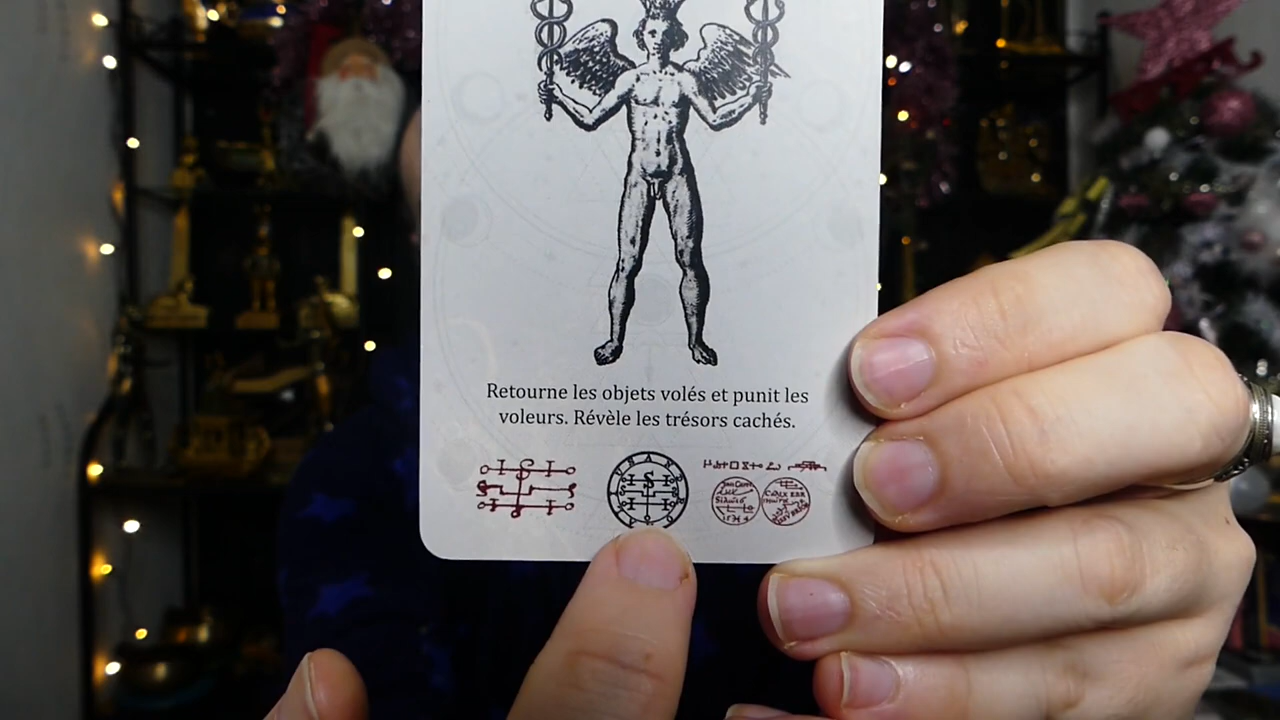 Retourne les objets volés et punit les
voleurs. Révèle les trésors cachés.